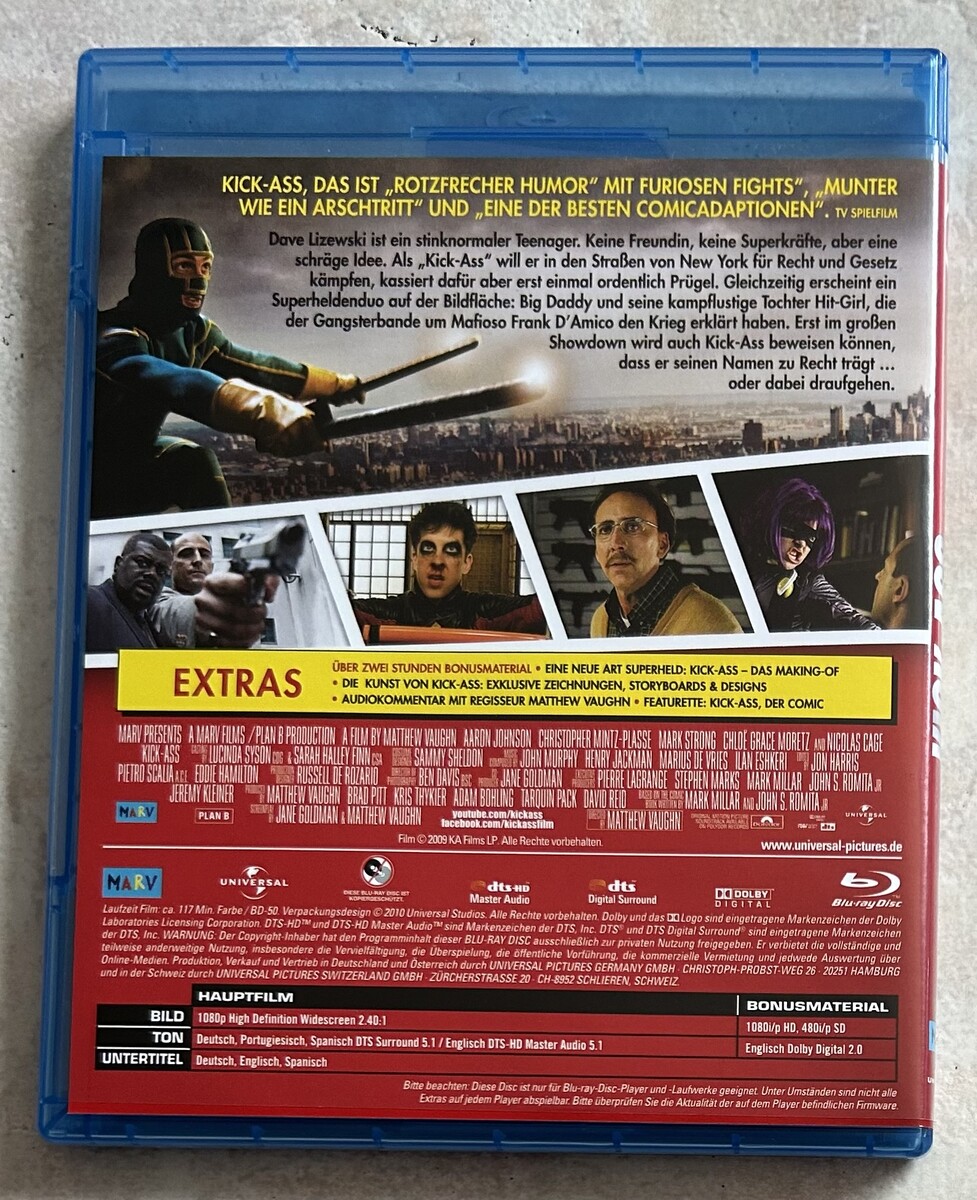 KICK-ASS, DAS IST „ROTZFRECHER HUMOR“ MIT FURIOSEN FIGHTS“, „MUNTER
WIE EIN ARSCHTRITT“ UND „EINE DER BESTEN COMICADAPTIONEN“. TV SPIELFILM
Dave Lizewski ist ein stinknormaler Teenager. Keine Freundin, keine Superkräfte, aber eine
schräge Idee. Als „Kick-Ass“ will er in den Straßen von New York für Recht und Gesetz
kämpfen, kassiert dafür aber erst einmal ordentlich Prügel. Gleichzeitig erscheint ein
Superheldenduo auf der Bildfläche: Big Daddy und seine kampflustige Tochter Hit-Girl, die
der Gangsterbande um Mafioso Frank D’Amico den Krieg erklärt haben. Erst im großen
Showdown wird auch Kick-Ass beweisen können,
dass er seinen Namen zu Recht trägt ...
oder dabei draufgehen.
EXTRAS
ÜBER ZWEI STUNDEN BONUSMATERIAL • EINE NEUE ART SUPERHELD: KICK-ASS – DAS MAKING-OF
• DIE KUNST VON KICK-ASS: EXKLUSIVE ZEICHNUNGEN, STORYBOARDS & DESIGNS
• AUDIOKOMMENTAR MIT REGISSEUR MATTHEW VAUGHN • FEATURETTE: KICK-ASS, DER COMIC
MARV PRESENTS A MARV FILMS / PLAN B PRODUCTION A FILM BY MATTHEW VAUGHN AARON JOHNSON CHRISTOPHER MINTZ-PLASSE MARK STRONG CHLOË GRACE MORETZ AND NICOLAS CAGE
KICK-ASS LUCINDA SYSON CDG & SARAH HALLEY FINN CSA SAMMY SHELDON JOHN MURPHY HENRY JACKMAN MARIUS DE VRIES ILAN ESHKERI JON HARRIS
PIETRO SCALIA A.C.E. EDDIE HAMILTON RUSSELL DE ROZARIO BEN DAVIS BSC JANE GOLDMAN PIERRE LAGRANGE STEPHEN MARKS MARK MILLAR JOHN S. ROMITA JR
JEREMY KLEINER MATTHEW VAUGHN BRAD PITT KRIS THYKIER ADAM BOHLING TARQUIN PACK DAVID REID MARK MILLAR AND JOHN S. ROMITA JR
MARV PLAN B JANE GOLDMAN & MATTHEW VAUGHN youtube.com/kickass MATTHEW VAUGHN dts UNIVERSAL
facebook.com/kickassfilm
Film © 2009 KA Films LP. Alle Rechte vorbehalten.
www.universal-pictures.de
MARV UNIVERSAL DIESE BLU-RAY DISC IST KOPIERGESCHÜTZT. dts-HD Master Audio dts Digital Surround DOLBY DIGITAL Blu-ray Disc
Laufzeit Film: ca. 117 Min. Farbe / BD-50. Verpackungsdesign © 2010 Universal Studios. Alle Rechte vorbehalten. Dolby und das Logo sind eingetragene Markenzeichen der Dolby
Laboratories Licensing Corporation. DTS-HD™ und DTS-HD Master Audio™ sind Markenzeichen der DTS, Inc. DTS® und DTS Digital Surround® sind eingetragene Markenzeichen
der DTS, Inc. WARNUNG: Der Copyright-Inhaber hat den Programminhalt dieser BLU-RAY DISC ausschließlich zur privaten Nutzung freigegeben. Er verbietet die vollständige und
teilweise anderweitige Nutzung, insbesondere die Vervielfältigung, die Überspielung, die öffentliche Vorführung, die kommerzielle Vermietung und jedwede Auswertung über
Online-Medien. Produktion, Verkauf und Vertrieb in Deutschland und Österreich durch UNIVERSAL PICTURES GERMANY GMBH · CHRISTOPH-PROBST-WEG 26 · 20251 HAMBURG
und in der Schweiz durch UNIVERSAL PICTURES SWITZERLAND GMBH · ZÜRCHERSTRASSE 20 · CH-8952 SCHLIEREN, SCHWEIZ.
HAUPTFILM BONUSMATERIAL
BILD 1080p High Definition Widescreen 2.40:1 1080i/p HD, 480i/p SD
TON Deutsch, Portugiesisch, Spanisch DTS Surround 5.1 / Englisch DTS-HD Master Audio 5.1 Englisch Dolby Digital 2.0
UNTERTITEL Deutsch, Englisch, Spanisch
Bitte beachten: Diese Disc ist nur für Blu-ray-Disc-Player und -Laufwerke geeignet. Unter Umständen sind nicht alle
Extras auf jedem Player abspielbar. Bitte überprüfen Sie die Aktualität der auf dem Player befindlichen Firmware.